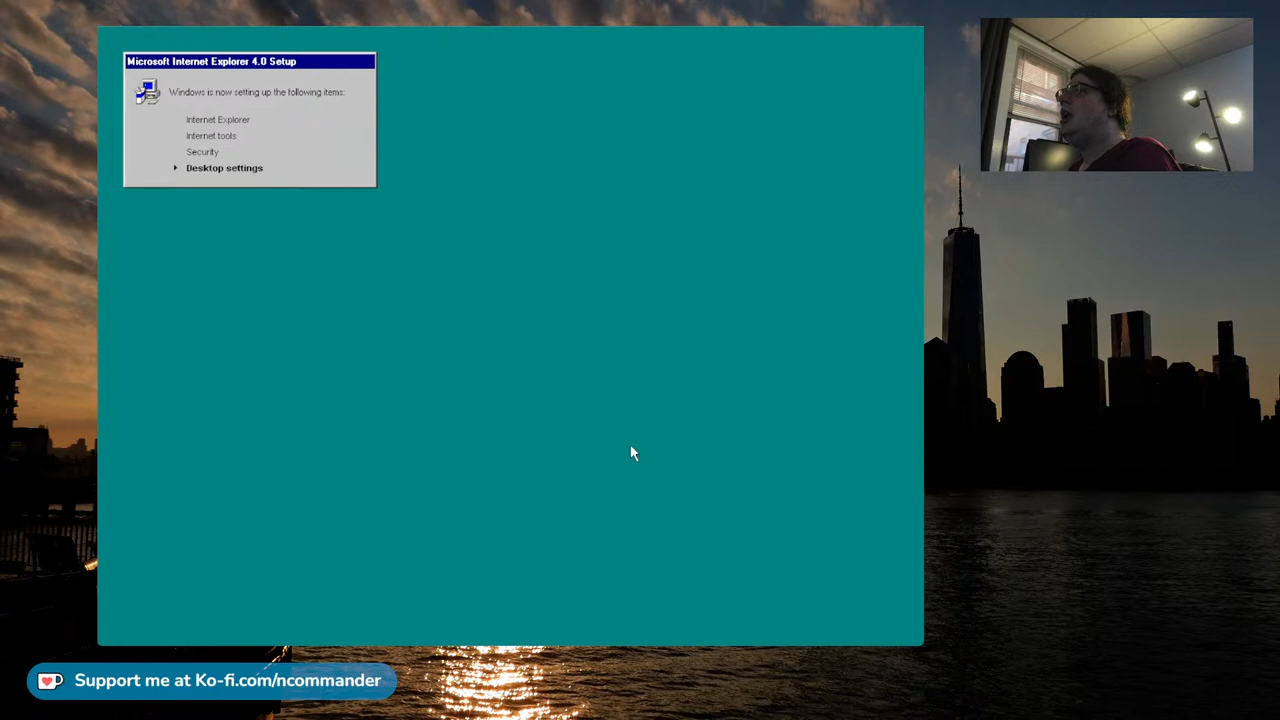 Microsoft Internet Explorer 4.0 Setup
Windows is now setting up the following items:
Internet Explorer
Internet tools
Security
Desktop settings
Support me at Ko-fi.com/ncommander